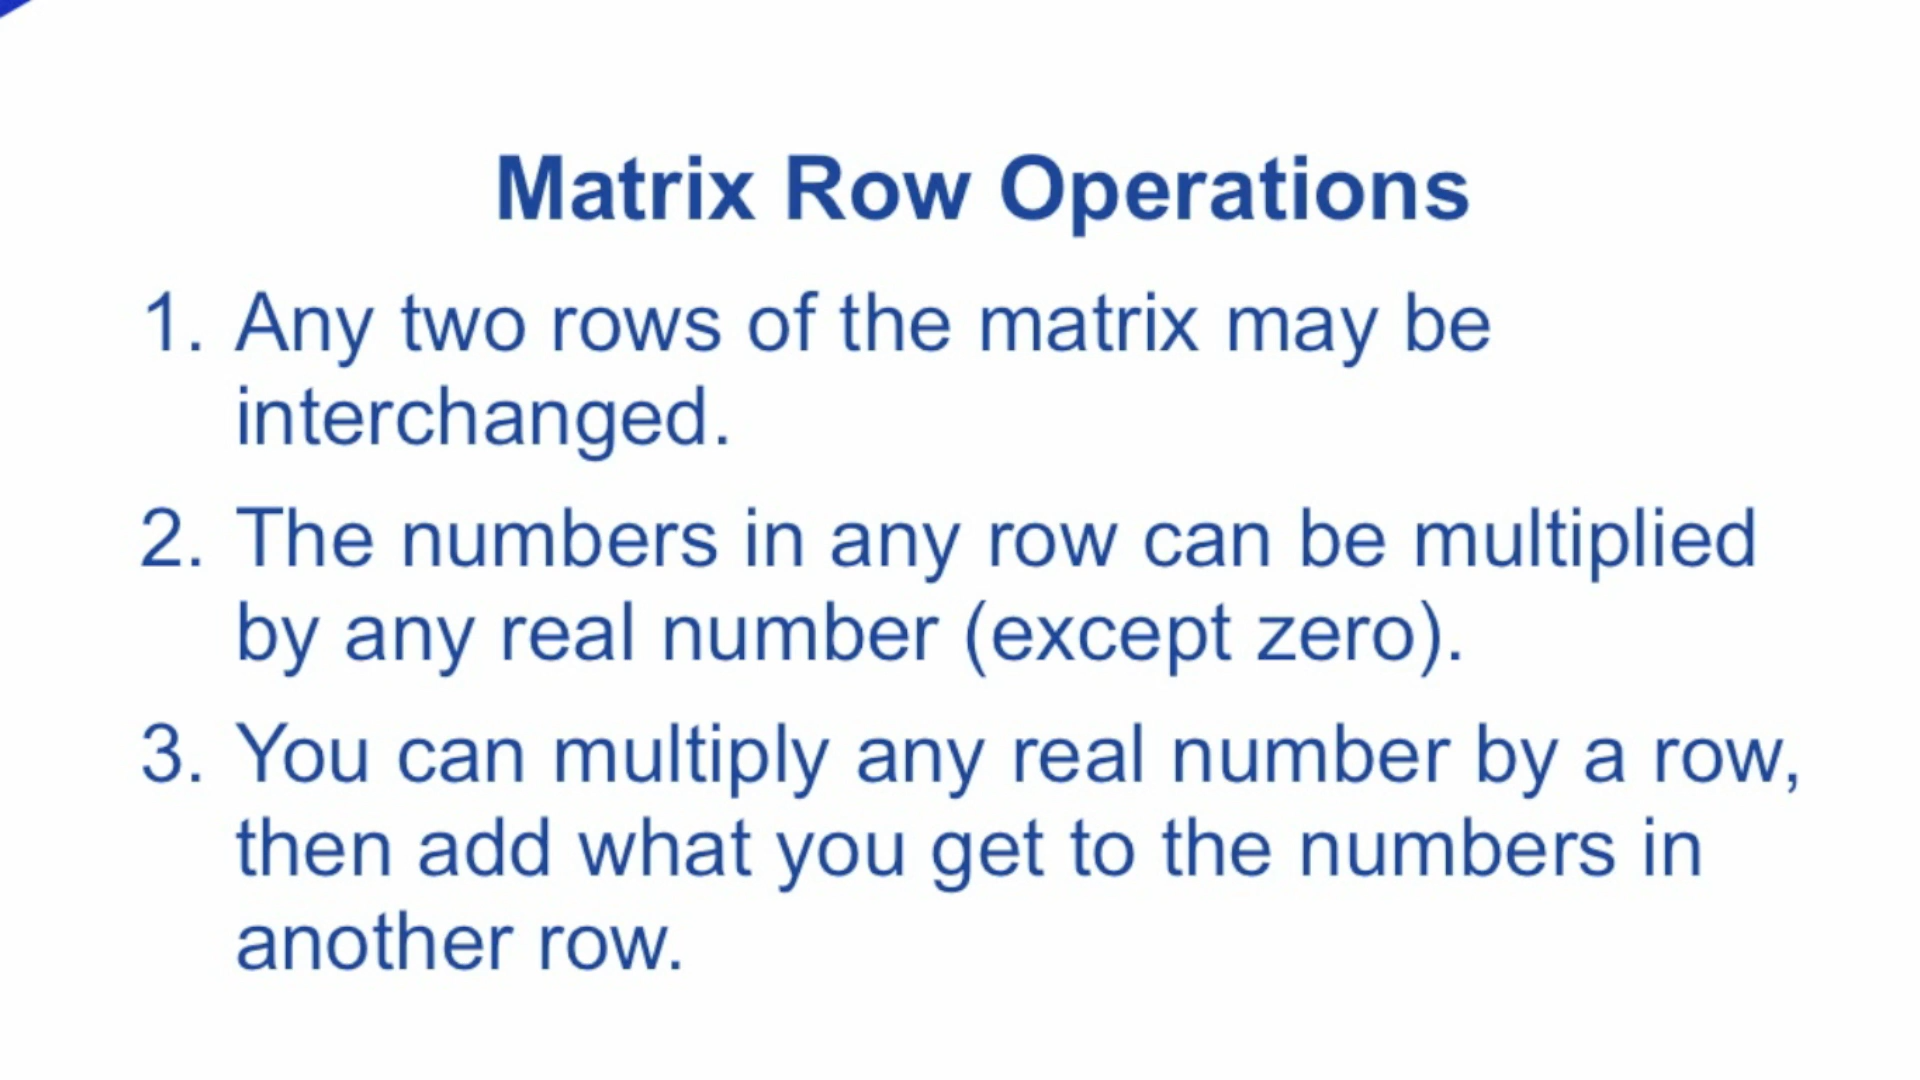 Matrix Row Operations
1. Any two rows of the matrix may be
interchanged.
2. The numbers in any row can be multiplied
by any real number (except zero).
3. You can multiply any real number by a row,
then add what you get to the numbers in
another row.